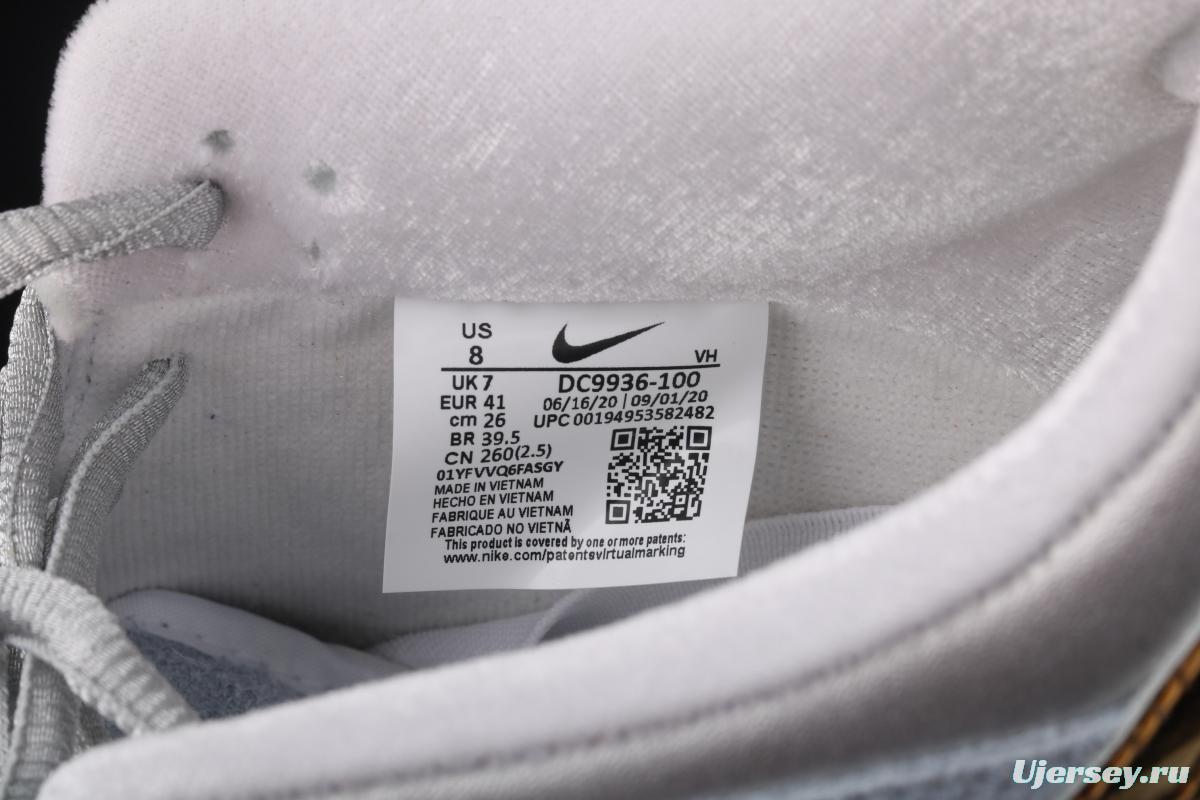 US
8
VH
UK 7
DC9936-100
EUR 41
06/16/20 | 09/01/20
cm 26
UPC 00194953582482
BR 39.5
CN 260(2.5)
01YFVVQ6FASGY
MADE IN VIETNAM
HECHO EN VIETNAM
FABRIQUE AU VIETNAM
FABRICADO NO VIETNÃ
This product is covered by one or more patents:
www.nike.com/patentsvirtualmarking
Ujersey.ru